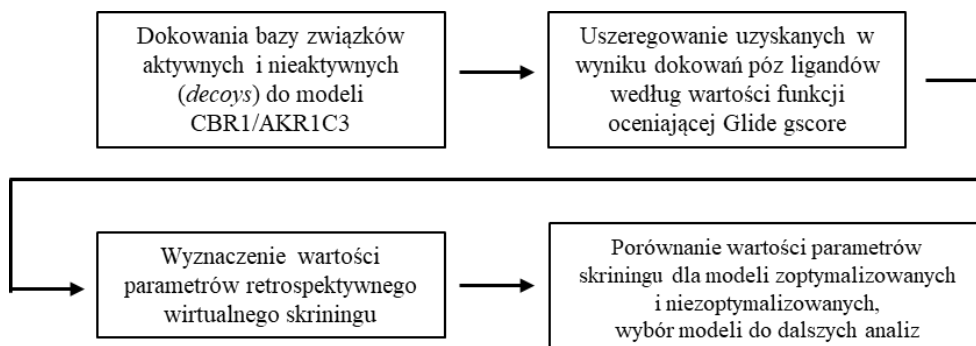 Dokowania bazy związków
aktywnych i nieaktywnych
(decoys) do modeli
CBR1/AKR1C3
Uszeregowanie uzyskanych w
wyniku dokowań póz ligandów
według wartości funkcji
oceniającej Glide gscore
Wyznaczenie wartości
parametrów retrospektywnego
wirtualnego skriningu
Porównanie wartości parametrów
skriningu dla modeli zoptymalizowanych
i niezoptymalizowanych,
wybór modeli do dalszych analiz